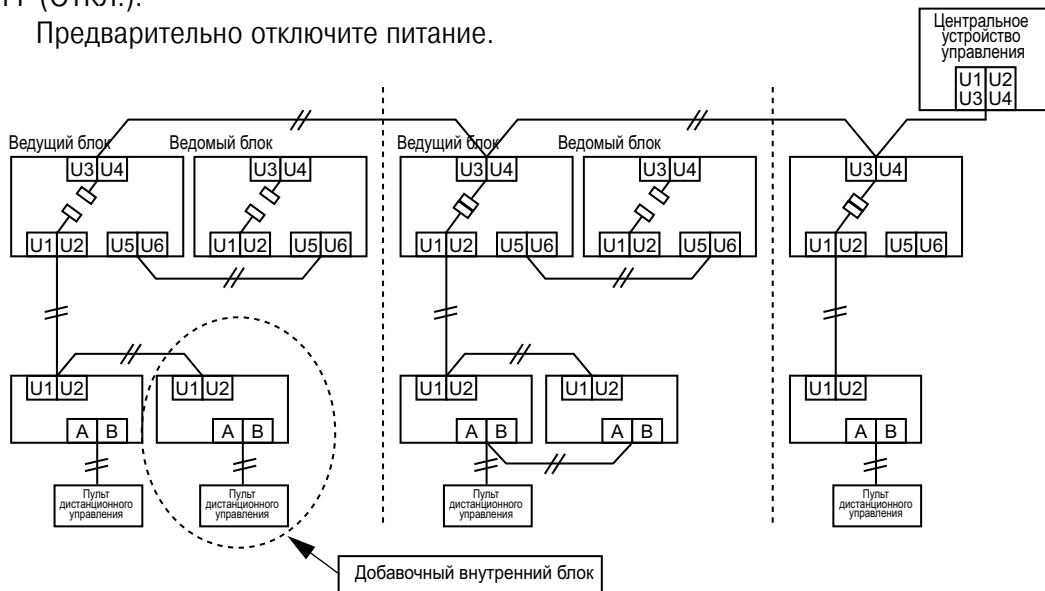 (ОТКЛ.).
Предварительно отключите питание.
Центральное
устройство
управления
U1 U2
U3 U4
Ведущий блок
Ведомый блок
Ведущий блок
Ведомый блок
U3 U4
U3 U4
U3 U4
U3 U4
U3 U4
U1 U2
U5 U6
U1 U2
U5 U6
U1 U2
U5 U6
U1 U2
U5 U6
U1 U2
U5 U6
U1 U2
U1 U2
U1 U2
U1 U2
U1 U2
A B
A B
A B
A B
A B
Пульт
дистанционного
управления
Пульт
дистанционного
управления
Пульт
дистанционного
управления
Пульт
дистанционного
управления
Добавочный внутренний блок